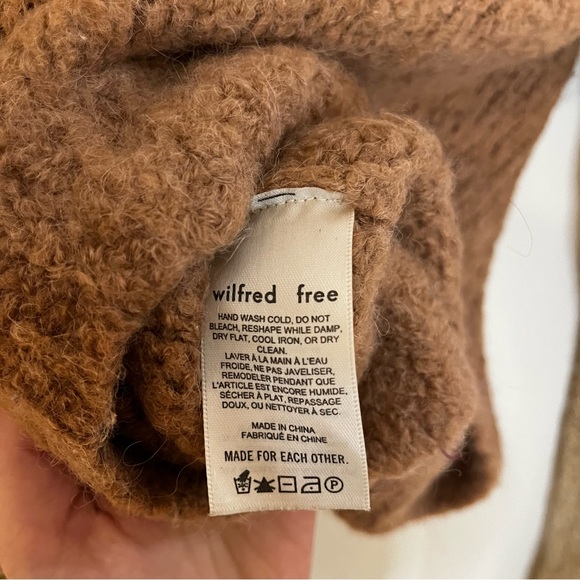 wilfred free
HAND WASH COLD, DO NOT
BLEACH, RESHAPE WHILE DAMP,
DRY FLAT, COOL IRON, OR DRY
CLEAN.
LAVER À LA MAIN À L'EAU
FROIDE, NE PAS JAVELISER,
REMODELER PENDANT QUE
L'ARTICLE EST ENCORE HUMIDE,
SÉCHER À PLAT, REPASSAGE
DOUX, OU NETTOYER À SEC.
MADE IN CHINA
FABRIQUÉ EN CHINE
MADE FOR EACH OTHER.